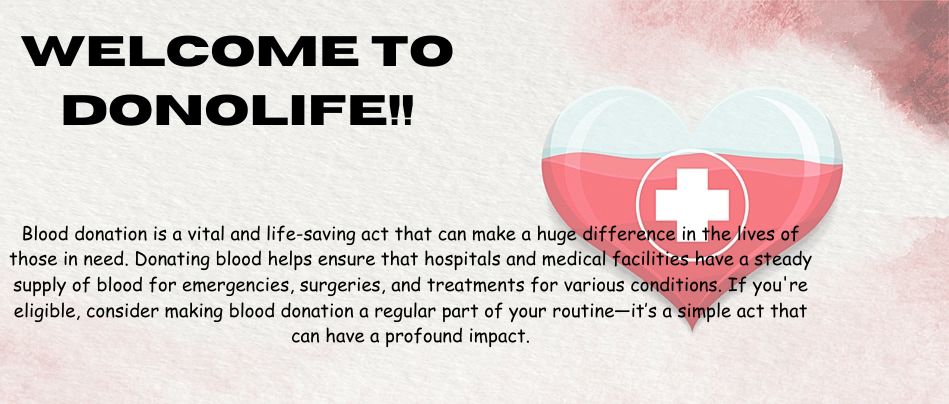 WELCOME TO
DONOLIFE!!
Blood donation is a vital and life-saving act that can make a huge difference in the lives of
those in need. Donating blood helps ensure that hospitals and medical facilities have a steady
supply of blood for emergencies, surgeries, and treatments for various conditions. If you're
eligible, consider making blood donation a regular part of your routine—it’s a simple act that
can have a profound impact.